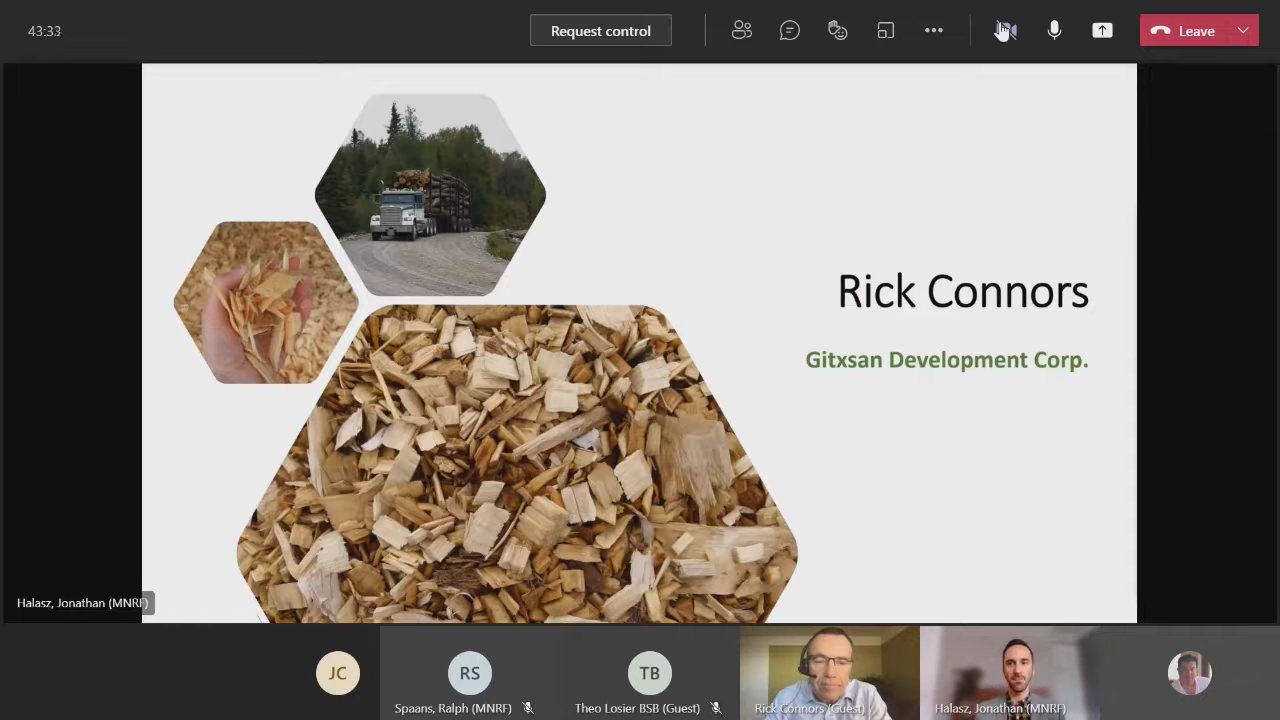 43:33
Request control
Leave
Rick Connors
Gitxsan Development Corp.
Halasz, Jonathan (MNRF)
JC
RS
TB
Spaans, Ralph (MNRF)
Theo Losier BSB (Guest)
Rick Connors (Guest)
Halasz, Jonathan (MNRF)